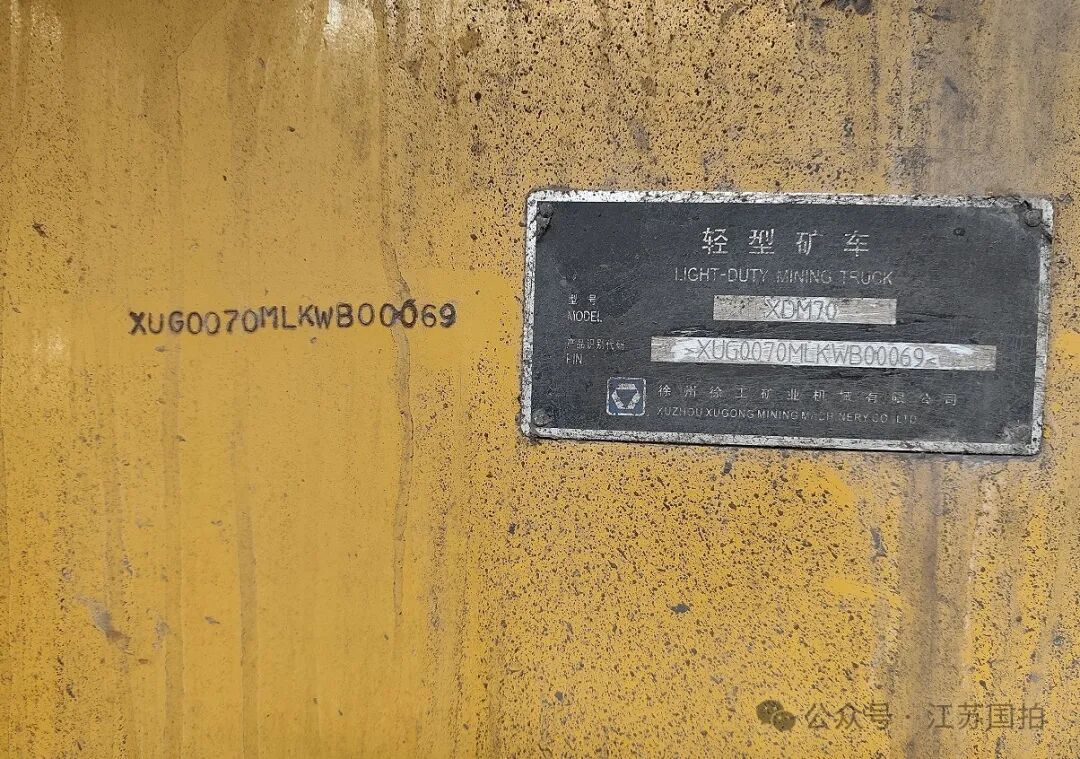 XUG0070MLKWB00069
轻型矿车
LIGHT-DUTY MINING TRUCK
型号
MODEL
XDM70
产品识别代码
PIN
>XUG0070MLKWB00069<
徐州徐工矿业机械有限公司
XUZHOU XUGONG MINING MACHINERY CO.,LTD
公众号·江苏国拍